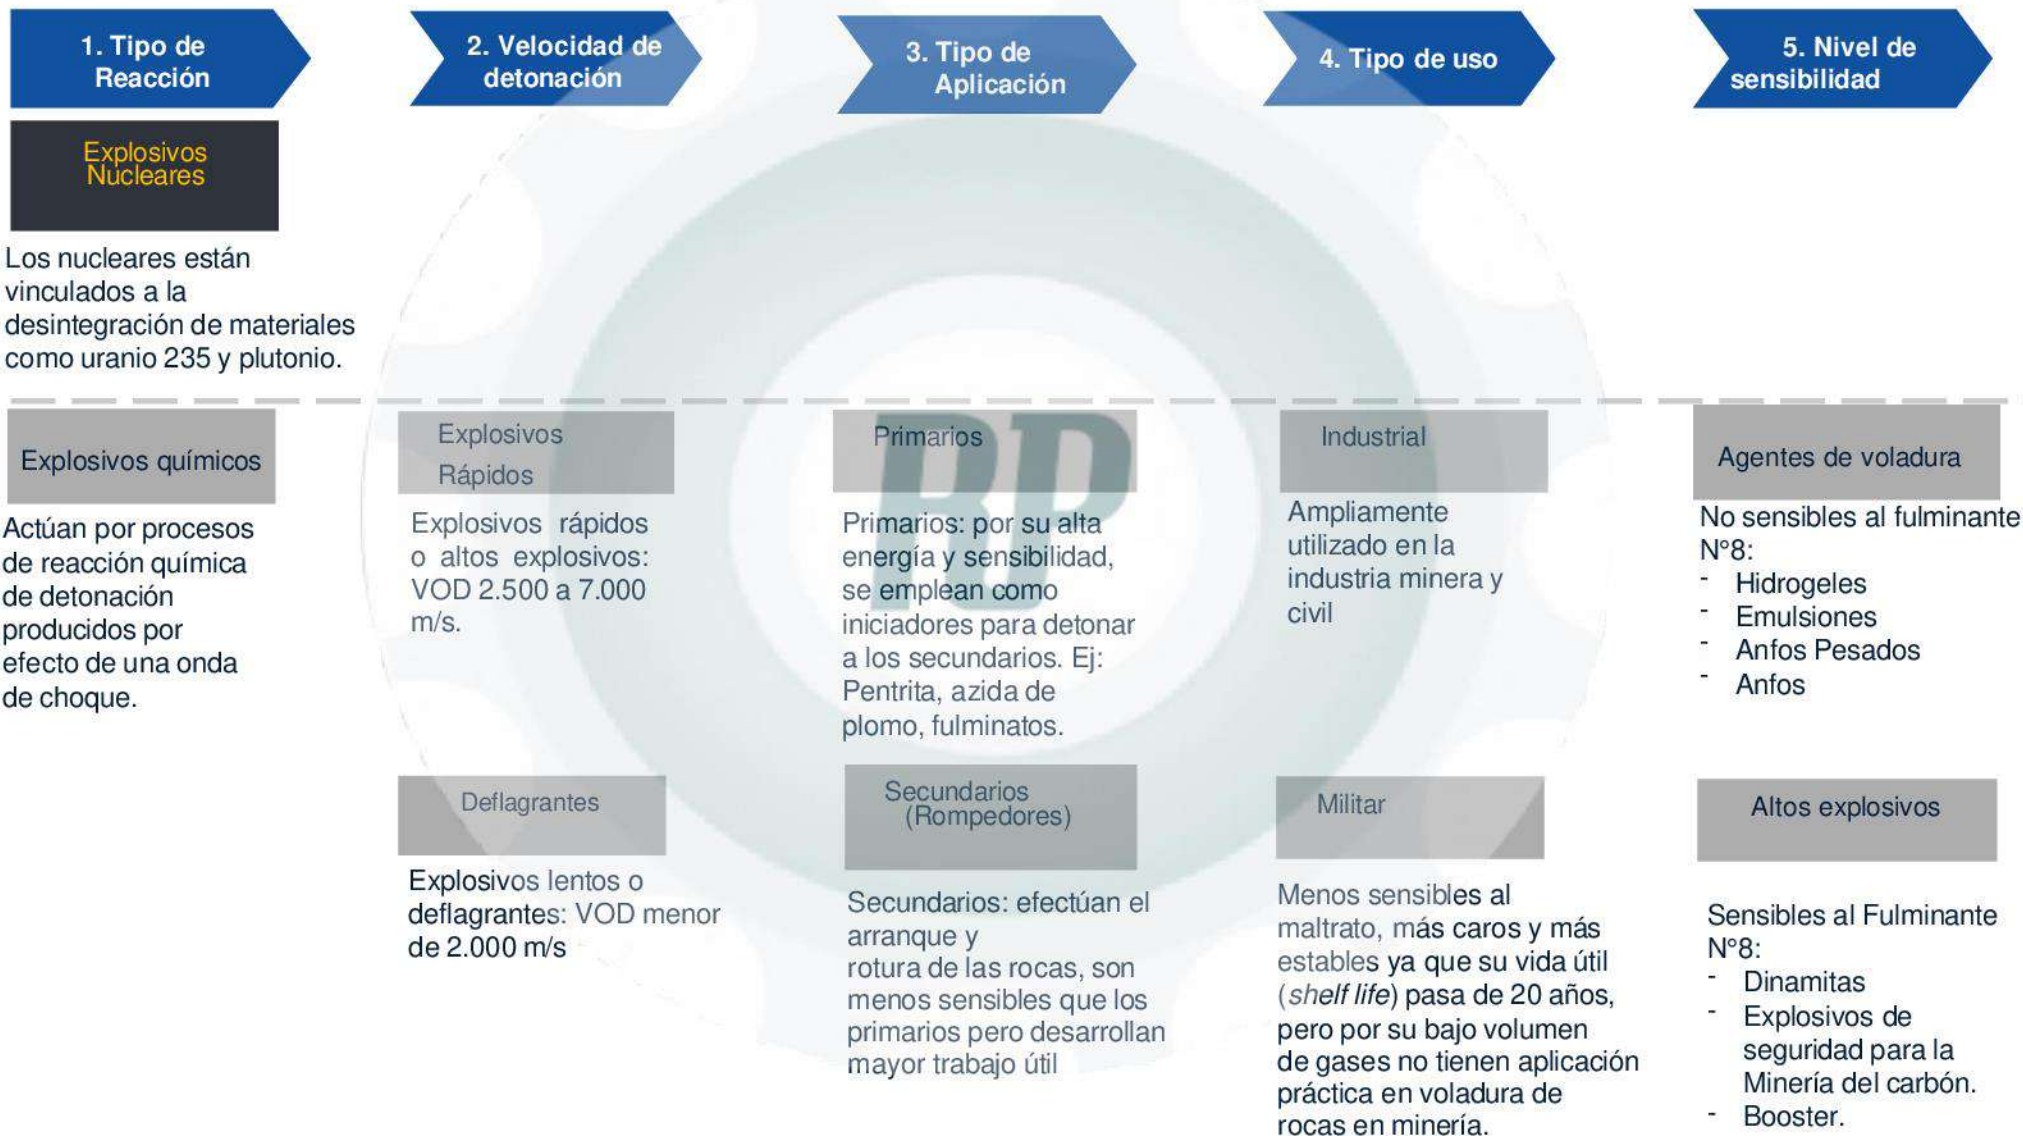 1. Tipo de
Reacción
2. Velocidad de
detonación
3. Tipo de
Aplicación
4. Tipo de uso
5. Nivel de
sensibilidad
Explosivos
Nucleares
Los nucleares están
vinculados a la
desintegración de materiales
como uranio 235 y plutonio.
Explosivos químicos
Actúan por procesos
de reacción química
de detonación
producidos por
efecto de una onda
de choque.
Explosivos
Rápidos
Explosivos rápidos
o altos explosivos:
VOD 2.500 a 7.000
m/s.
Deflagrantes
Explosivos lentos o
deflagrantes: VOD menor
de 2.000 m/s
Primarios
Primarios: por su alta
energía y sensibilidad,
se emplean como
iniciadores para detonar
a los secundarios. Ej:
Pentrita, azida de
plomo, fulminatos.
Secundarios
(Rompedores)
Secundarios: efectúan el
arranque y
rotura de las rocas, son
menos sensibles que los
primarios pero desarrollan
mayor trabajo útil
Industrial
Ampliamente
utilizado en la
industria minera y
civil
Militar
Menos sensibles al
maltrato, más caros y más
estables ya que su vida útil
(shelf life) pasa de 20 años,
pero por su bajo volumen
de gases no tienen aplicación
práctica en voladura de
rocas en minería.
Agentes de voladura
No sensibles al fulminante
N°8:
- Hidrogeles
- Emulsiones
- Anfos Pesados
- Anfos
Altos explosivos
Sensibles al Fulminante
N°8:
- Dinamitas
- Explosivos de
seguridad para la
Minería del carbón.
- Booster.
RP